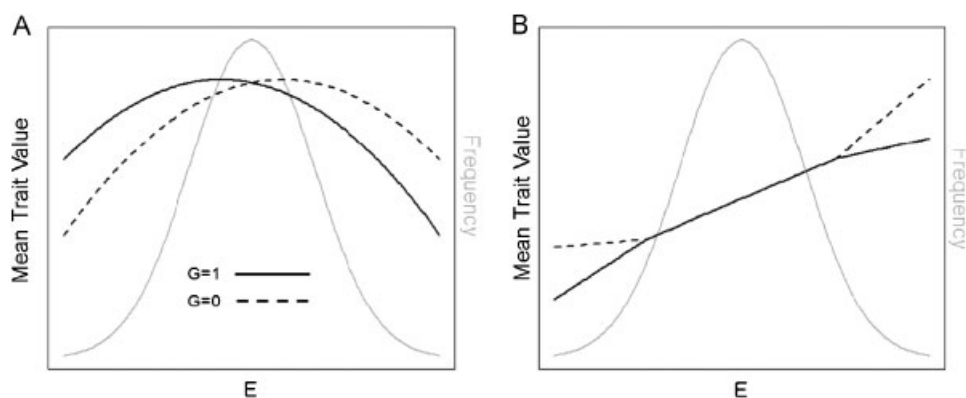 A
Mean Trait Value
G=1
G=0
Frequency
E
B
Mean Trait Value
Frequency
E